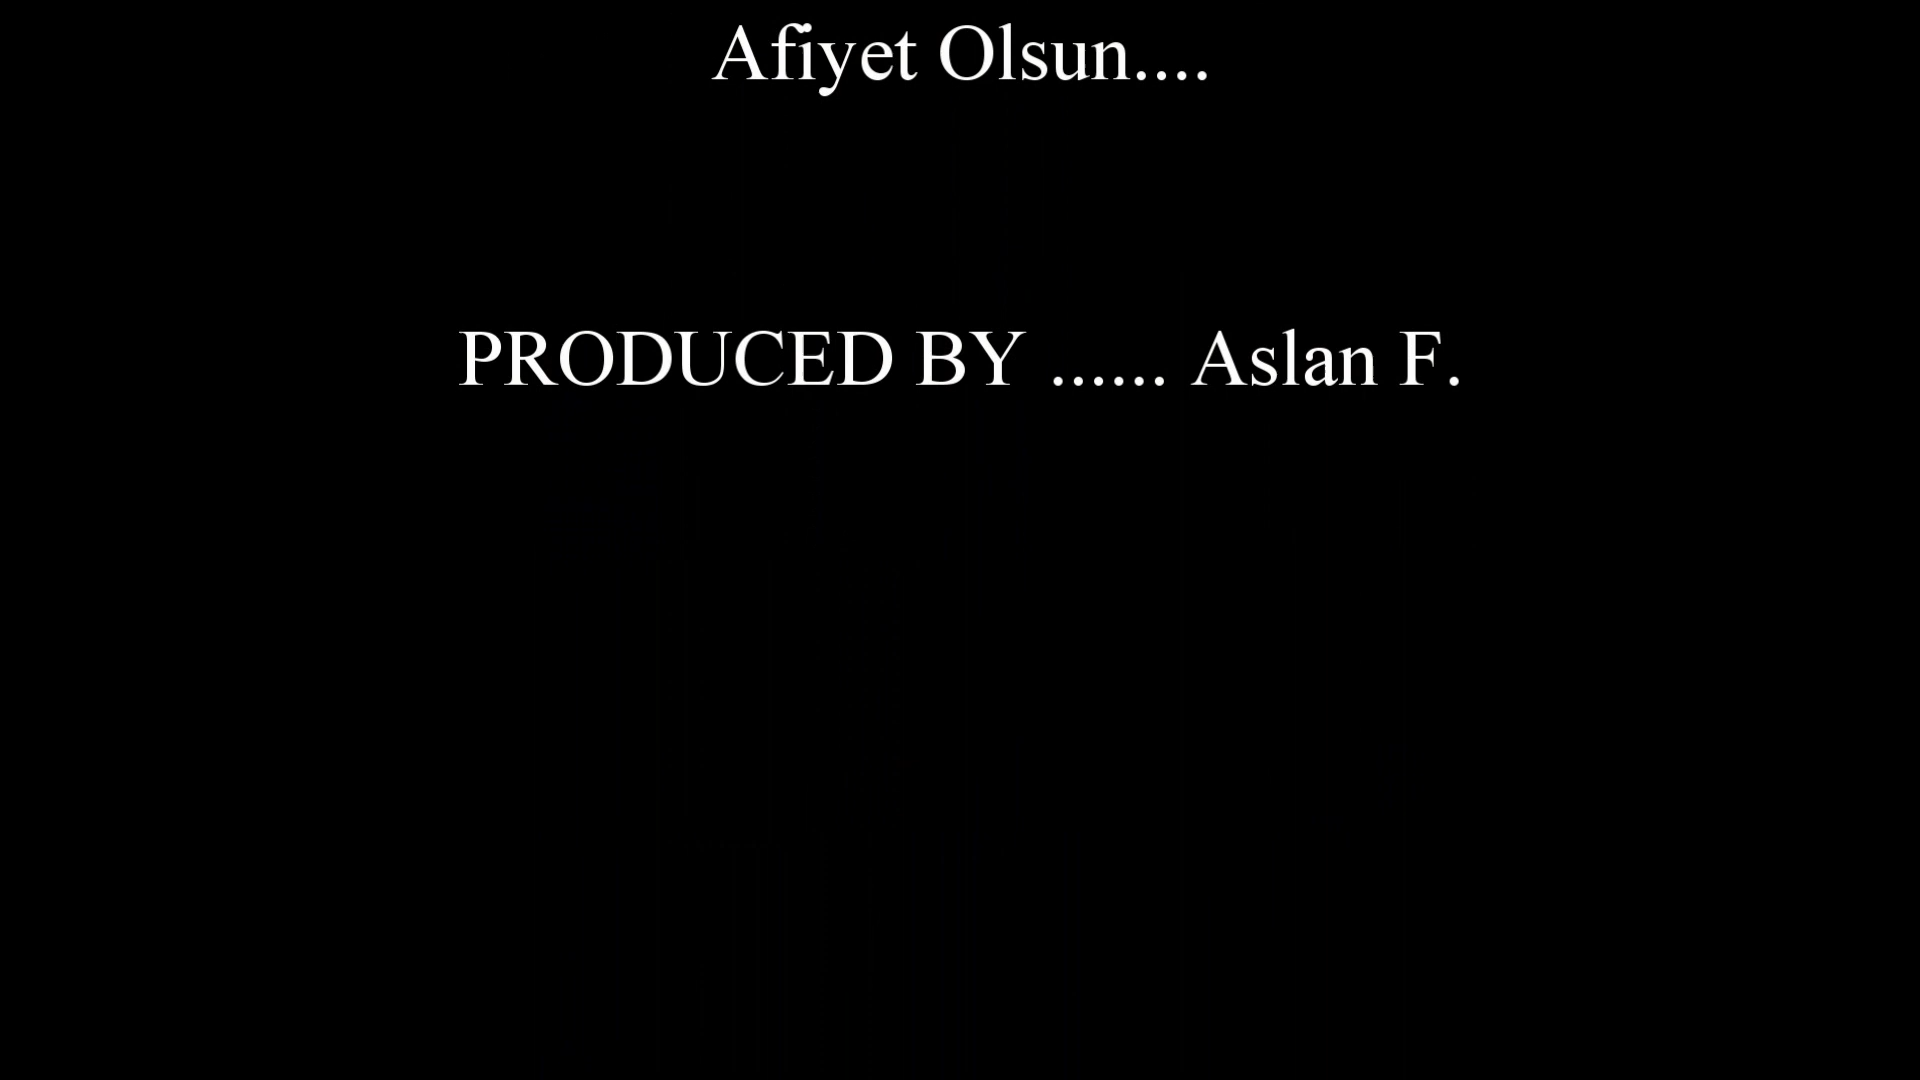 Afiyet Olsun....
PRODUCED BY ...... Aslan F.